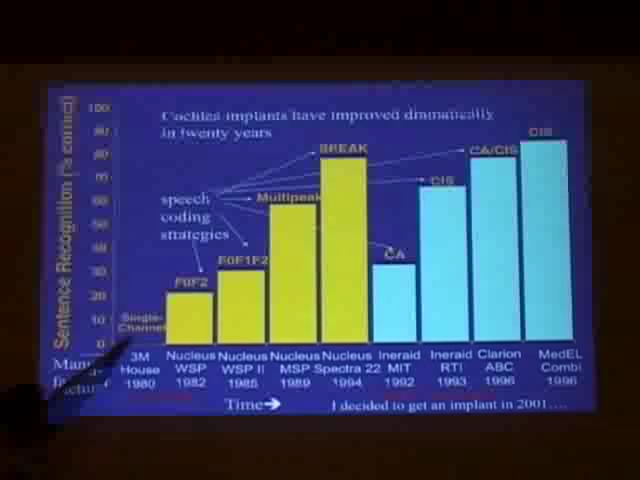 Cochlea implants have improved dramatically
in twenty years
Sentence Recognition (% correct)
100
90
80
70
60
50
40
30
20
10
0
speech
coding
strategies
Single-
Channel
F0F2
F0F1F2
Multipeak
CA
CIS
CA/CIS
CIS
3M
House
1980
Nucleus
WSP
1982
Nucleus
WSP II
1985
Nucleus
MSP
1989
Nucleus
Spectra 22
1994
Ineraid
MIT
1992
Ineraid
RTI
1993
Clarion
ABC
1996
MedEL
Combi
1996
Time
I decided to get an implant in 2001....